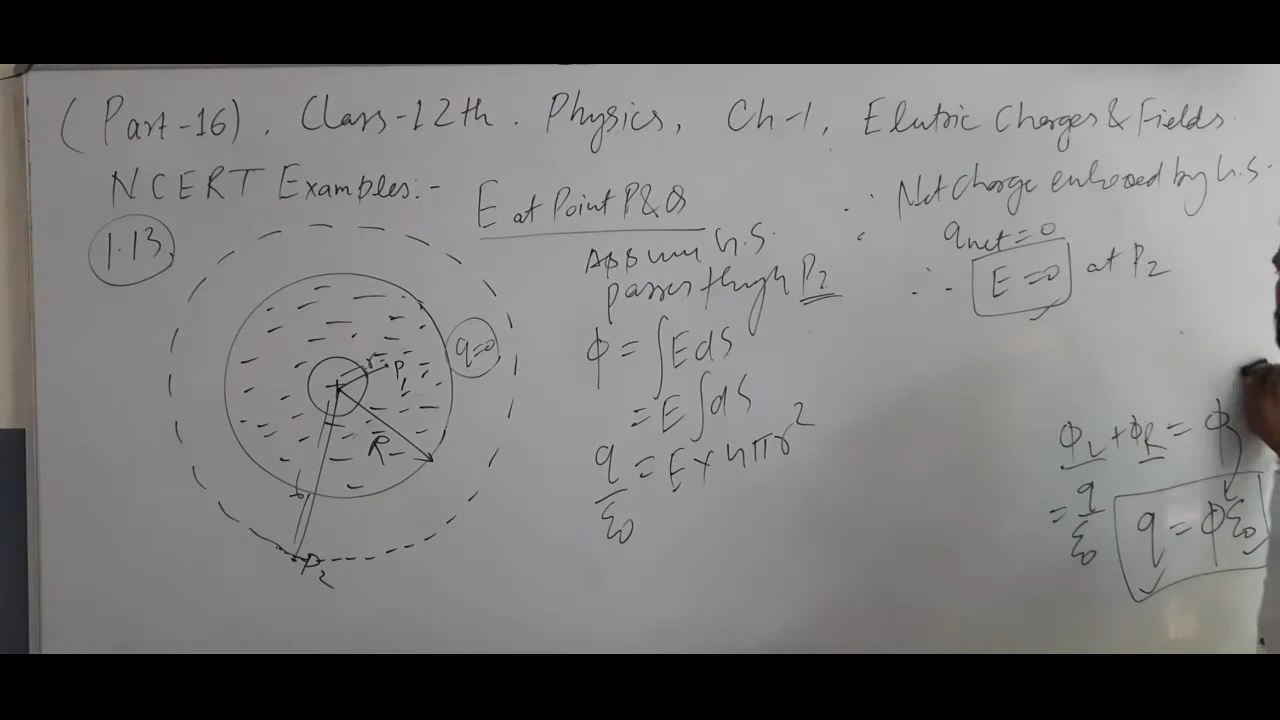 (Part-16). Class-12th. Physics, Ch-1, Elutric Charges & Fields.
NCERT Examples:-
1.13
E at Point P & Q
q=0
r
P1
R
P2
Assume G.S.
passes through P2
ϕ = ∫E ds
= E ∫ds
q/ε0 = E × 4πr²
∴ Net charge enclosed by G.S.
qnet = 0
∴ E = 0 at P2
ϕL + ϕR = ϕ
= q/ε0
q = ϕε0